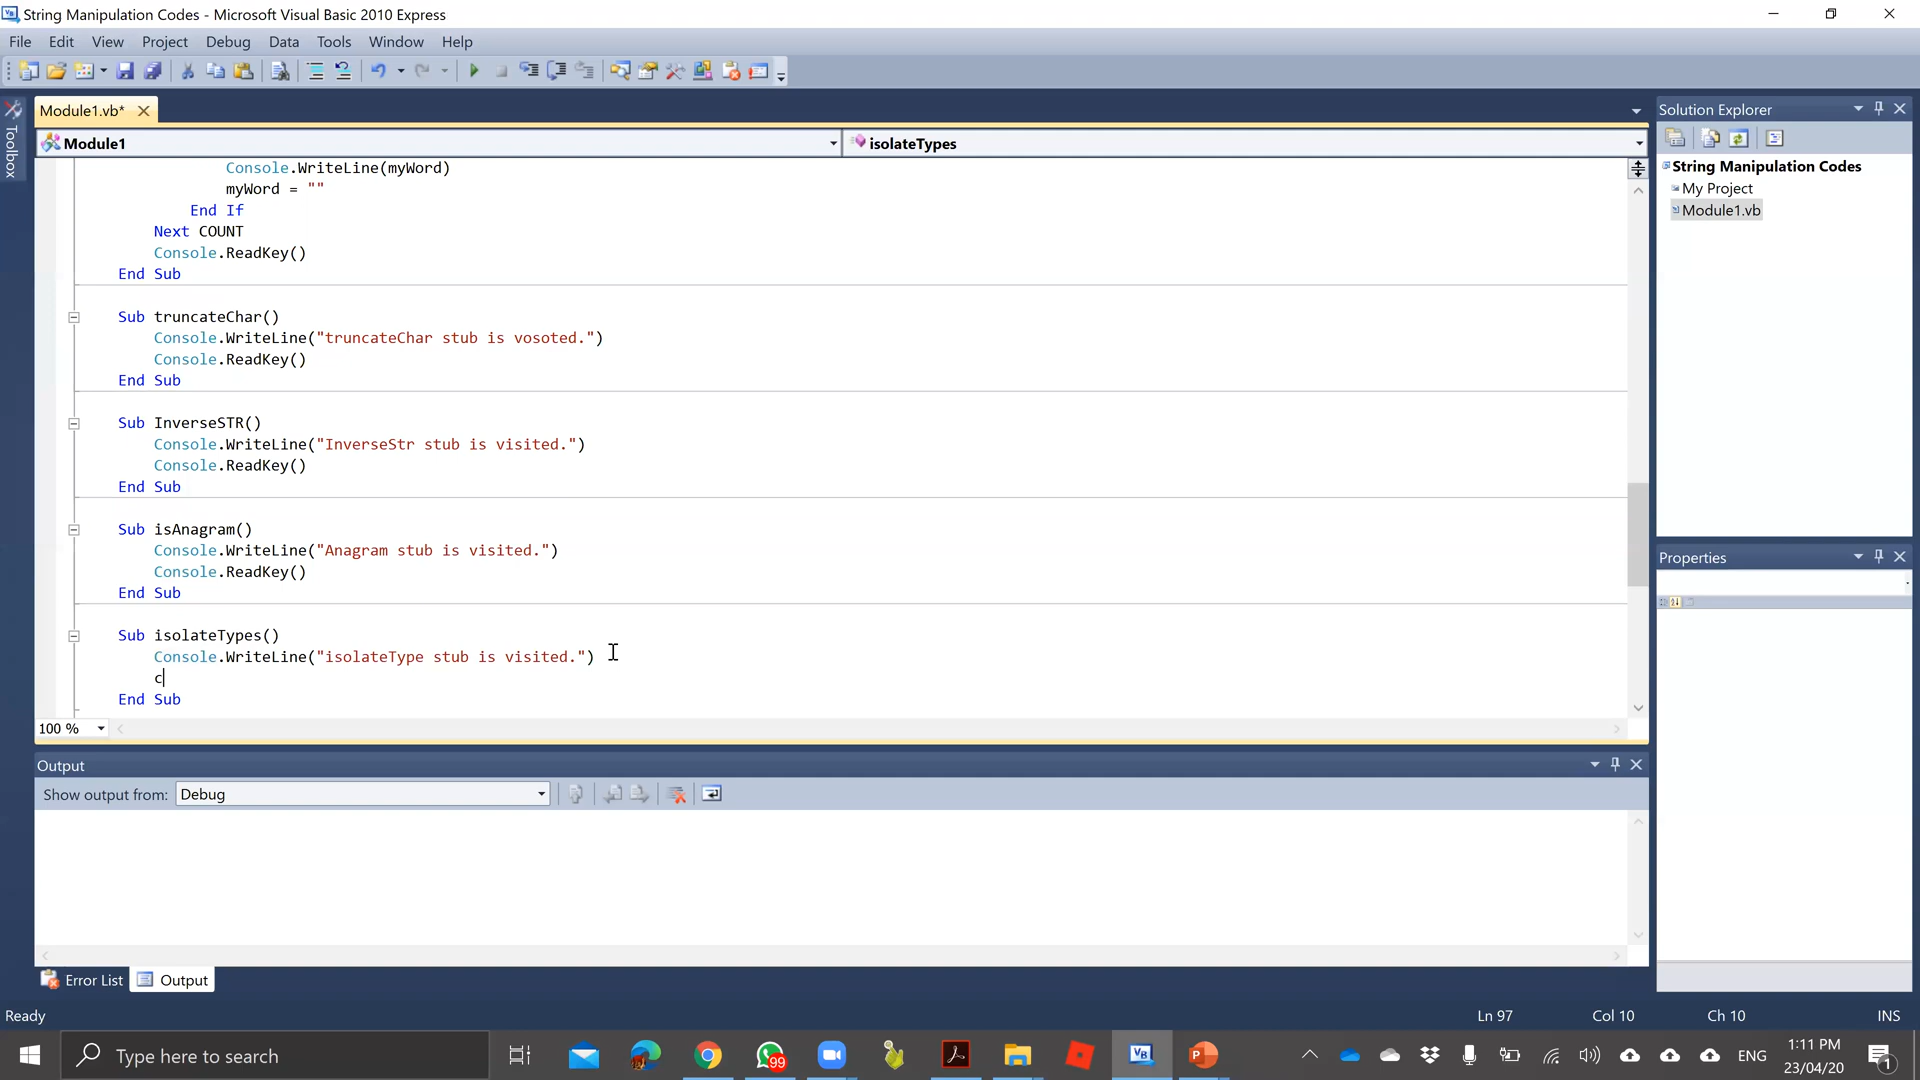 String Manipulation Codes - Microsoft Visual Basic 2010 Express
File Edit View Project Debug Data Tools Window Help
Module1.vb*
Toolbox
Module1
isolateTypes
Console.WriteLine(myWord)
myWord = ""
End If
Next COUNT
Console.ReadKey()
End Sub
Sub truncateChar()
Console.WriteLine("truncateChar stub is vosoted.")
Console.ReadKey()
End Sub
Sub InverseSTR()
Console.WriteLine("InverseStr stub is visited.")
Console.ReadKey()
End Sub
Sub isAnagram()
Console.WriteLine("Anagram stub is visited.")
Console.ReadKey()
End Sub
Sub isolateTypes()
Console.WriteLine("isolateType stub is visited.")
c
End Sub
100 %
Solution Explorer
String Manipulation Codes
My Project
Module1.vb
Properties
Output
Show output from: Debug
Error List Output
Ready Ln 97 Col 10 Ch 10 INS
Type here to search
99
ENG
1:11 PM
23/04/20
1